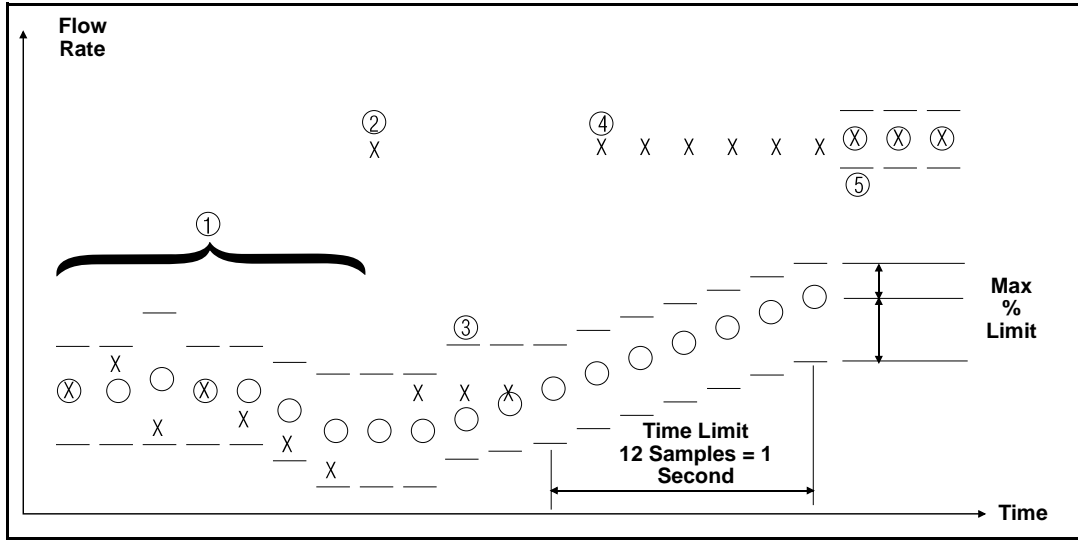 Flow
Rate
②
④
X
X X X X X X
X X X
⑤
①
Max
%
Limit
③
X
X
X X X X
X
X
X
X
Time Limit
12 Samples = 1
Second
Time